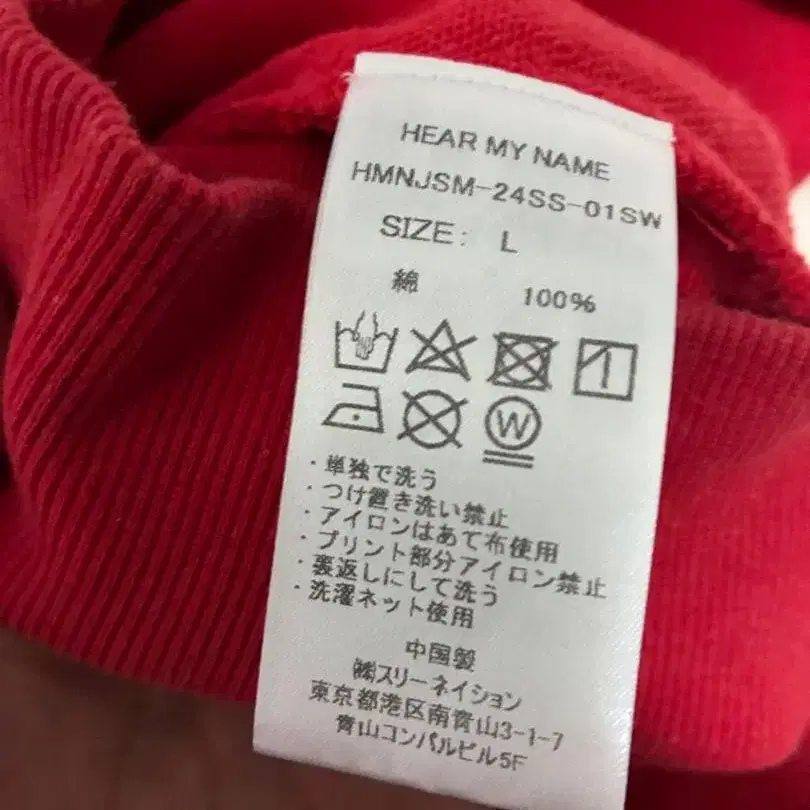 HEAR MY NAME
HMNJSM-24SS-01SW
SIZE: L
綿 100%
W
・単独で洗う
・つけ置き洗い禁止
・アイロンはあて布使用
・プリント部分アイロン禁止
・裏返しにして洗う
・洗濯ネット使用
中国製
㈱スリーネイション
東京都港区南青山3-1-7
青山コンパルビル5F